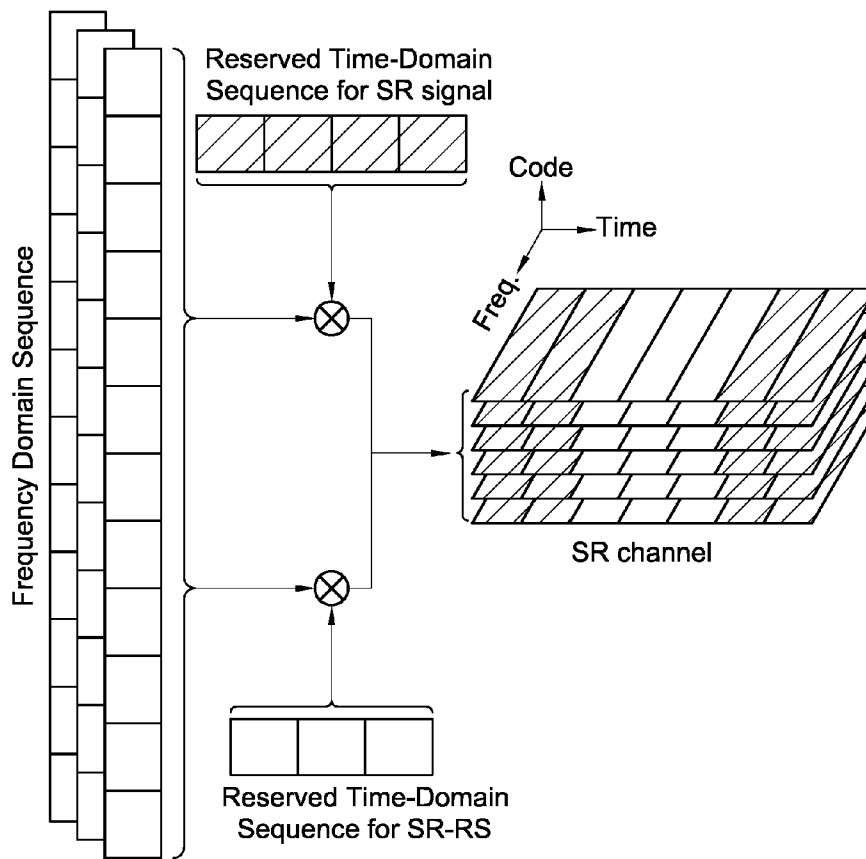 Reserved Time-Domain
Sequence for SR signal
Code
Time
Freq.
Frequency Domain Sequence
SR channel
Reserved Time-Domain
Sequence for SR-RS